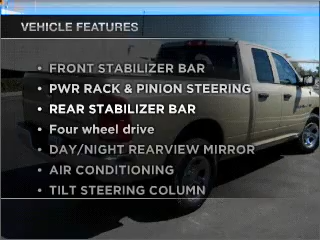 VEHICLE FEATURES
• FRONT STABILIZER BAR
• PWR RACK & PINION STEERING
• REAR STABILIZER BAR
• Four wheel drive
• DAY/NIGHT REARVIEW MIRROR
• AIR CONDITIONING
• TILT STEERING COLUMN